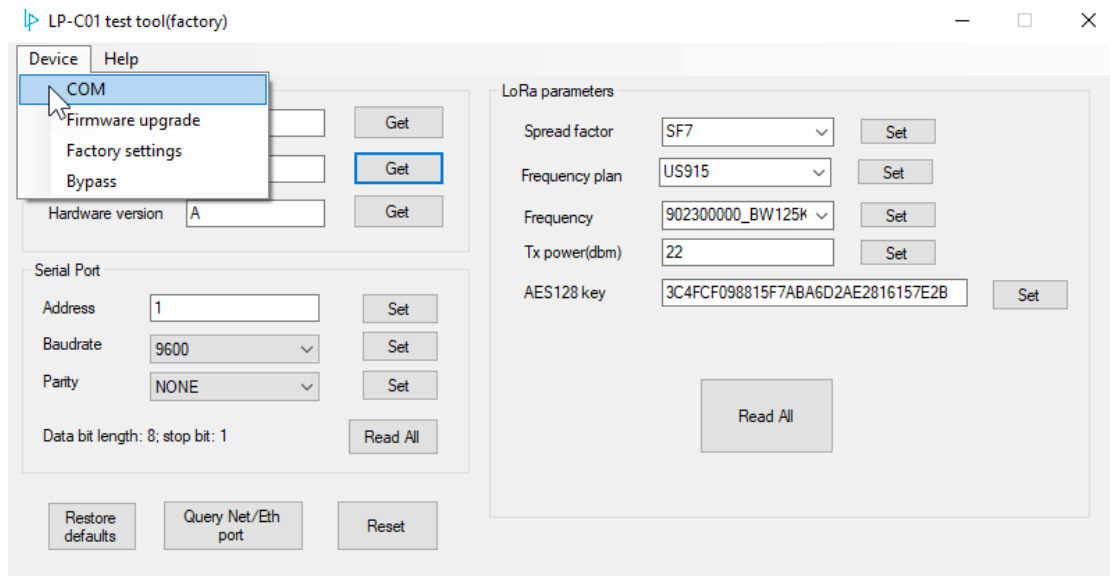 LP-C01 test tool(factory)
Device Help
COM
Firmware upgrade
Factory settings
Bypass
Get
Get
Hardware version A Get
Serial Port
Address 1 Set
Baudrate 9600 Set
Parity NONE Set
Data bit length: 8; stop bit: 1 Read All
Restore defaults
Query Net/Eth port
Reset
LoRa parameters
Spread factor SF7 Set
Frequency plan US915 Set
Frequency 902300000_BW125K Set
Tx power(dbm) 22 Set
AES128 key 3C4FCF098815F7ABA6D2AE2816157E2B Set
Read All